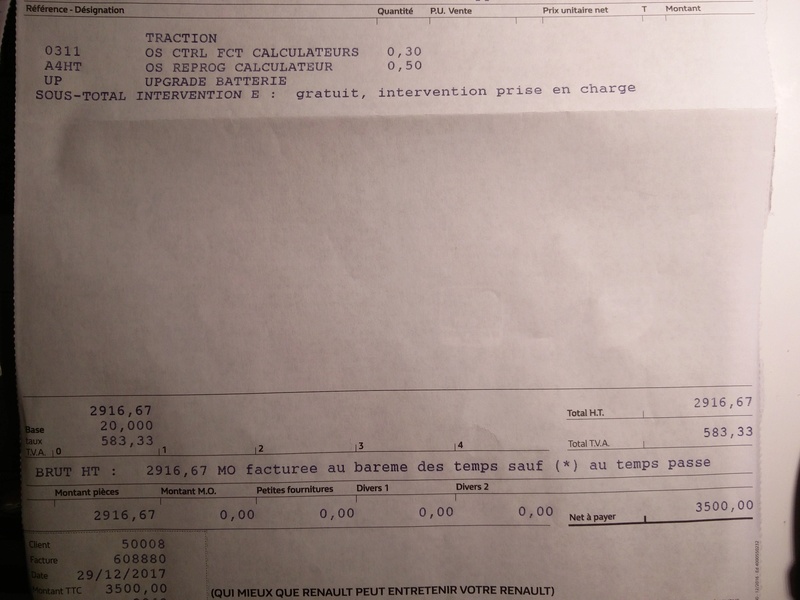 Référence - Désignation Quantité P.U. Vente Prix unitaire net T Montant
TRACTION
0311 OS CTRL FCT CALCULATEURS 0,30
A4HT OS REPROG CALCULATEUR 0,50
UP UPGRADE BATTERIE
SOUS-TOTAL INTERVENTION E : gratuit, intervention prise en charge
2916,67 Total H.T. 2916,67
Base 20,000
taux 583,33 Total T.V.A. 583,33
T.V.A. 0 1 2 3 4
BRUT HT : 2916,67 MO facturee au bareme des temps sauf (*) au temps passe
Montant pièces Montant M.O. Petites fournitures Divers 1 Divers 2
2916,67 0,00 0,00 0,00 0,00 Net à payer 3500,00
Client 50008
Facture 608880
Date 29/12/2017
Montant TTC 3500,00 (QUI MIEUX QUE RENAULT PEUT ENTRETENIR VOTRE RENAULT)